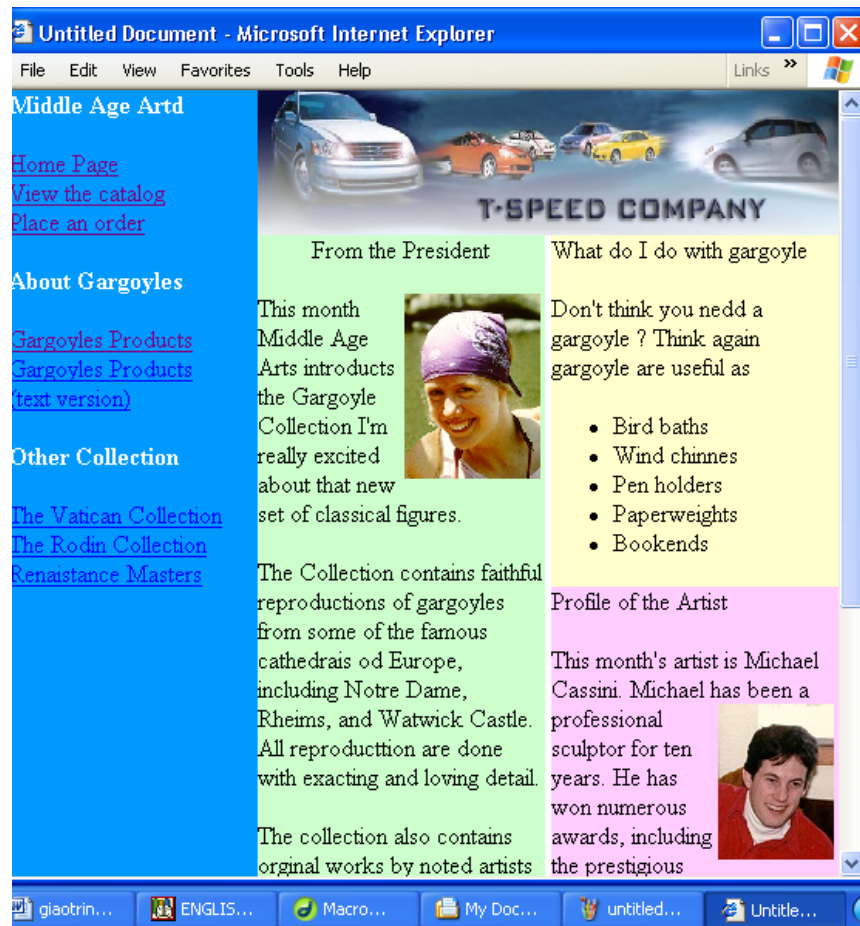 Untitled Document - Microsoft Internet Explorer
File Edit View Favorites Tools Help Links »
Middle Age Artd
Home Page
View the catalog
Place an order
About Gargoyles
Gargoyles Products
Gargoyles Products
(text version)
Other Collection
The Vatican Collection
The Rodin Collection
Renaistance Masters
T-SPEED COMPANY
From the President
This month
Middle Age
Arts introducts
the Gargoyle
Collection I'm
really excited
about that new
set of classical figures.
The Collection contains faithful
reproductions of gargoyles
from some of the famous
cathedrais od Europe,
including Notre Dame,
Rheims, and Watwick Castle.
All reproducttion are done
with exacting and loving detail.
The collection also contains
orginal works by noted artists
What do I do with gargoyle
Don't think you nedd a
gargoyle ? Think again
gargoyle are useful as
• Bird baths
• Wind chinnes
• Pen holders
• Paperweights
• Bookends
Profile of the Artist
This month's artist is Michael
Cassini. Michael has been a
professional
sculptor for ten
years. He has
won numerous
awards, including
the prestigious
giaotrin... ENGLIS... Macro... My Doc... untitled... Untitle...